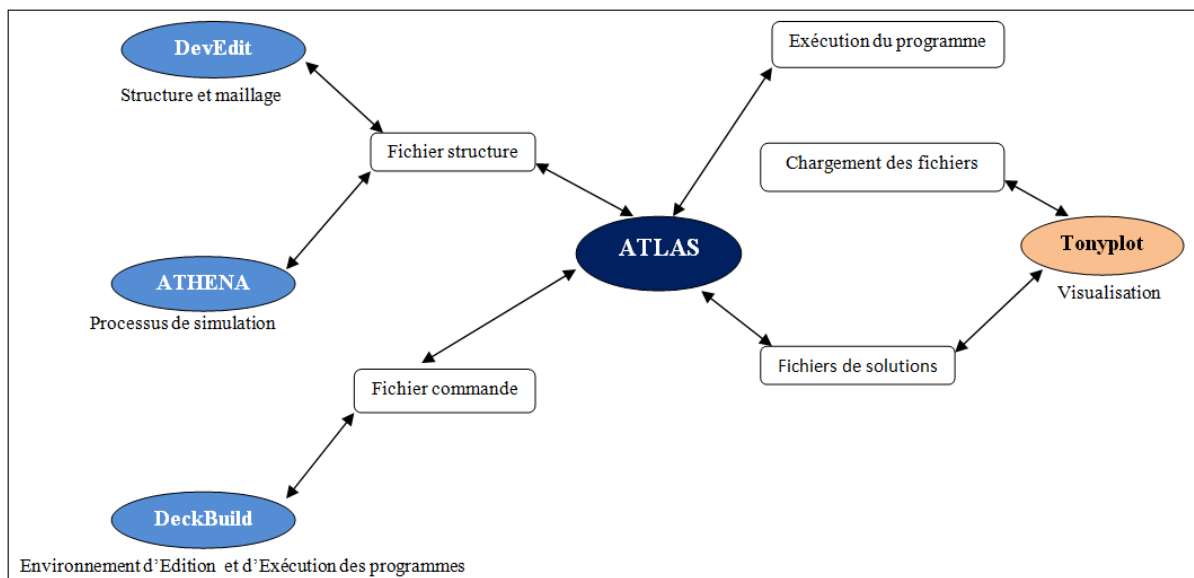 DevEdit
Structure et maillage
Exécution du programme
Fichier structure
Chargement des fichiers
ATLAS
Tonyplot
Visualisation
ATHENA
Processus de simulation
Fichiers de solutions
Fichier commande
DeckBuild
Environnement d’Edition et d’Exécution des programmes